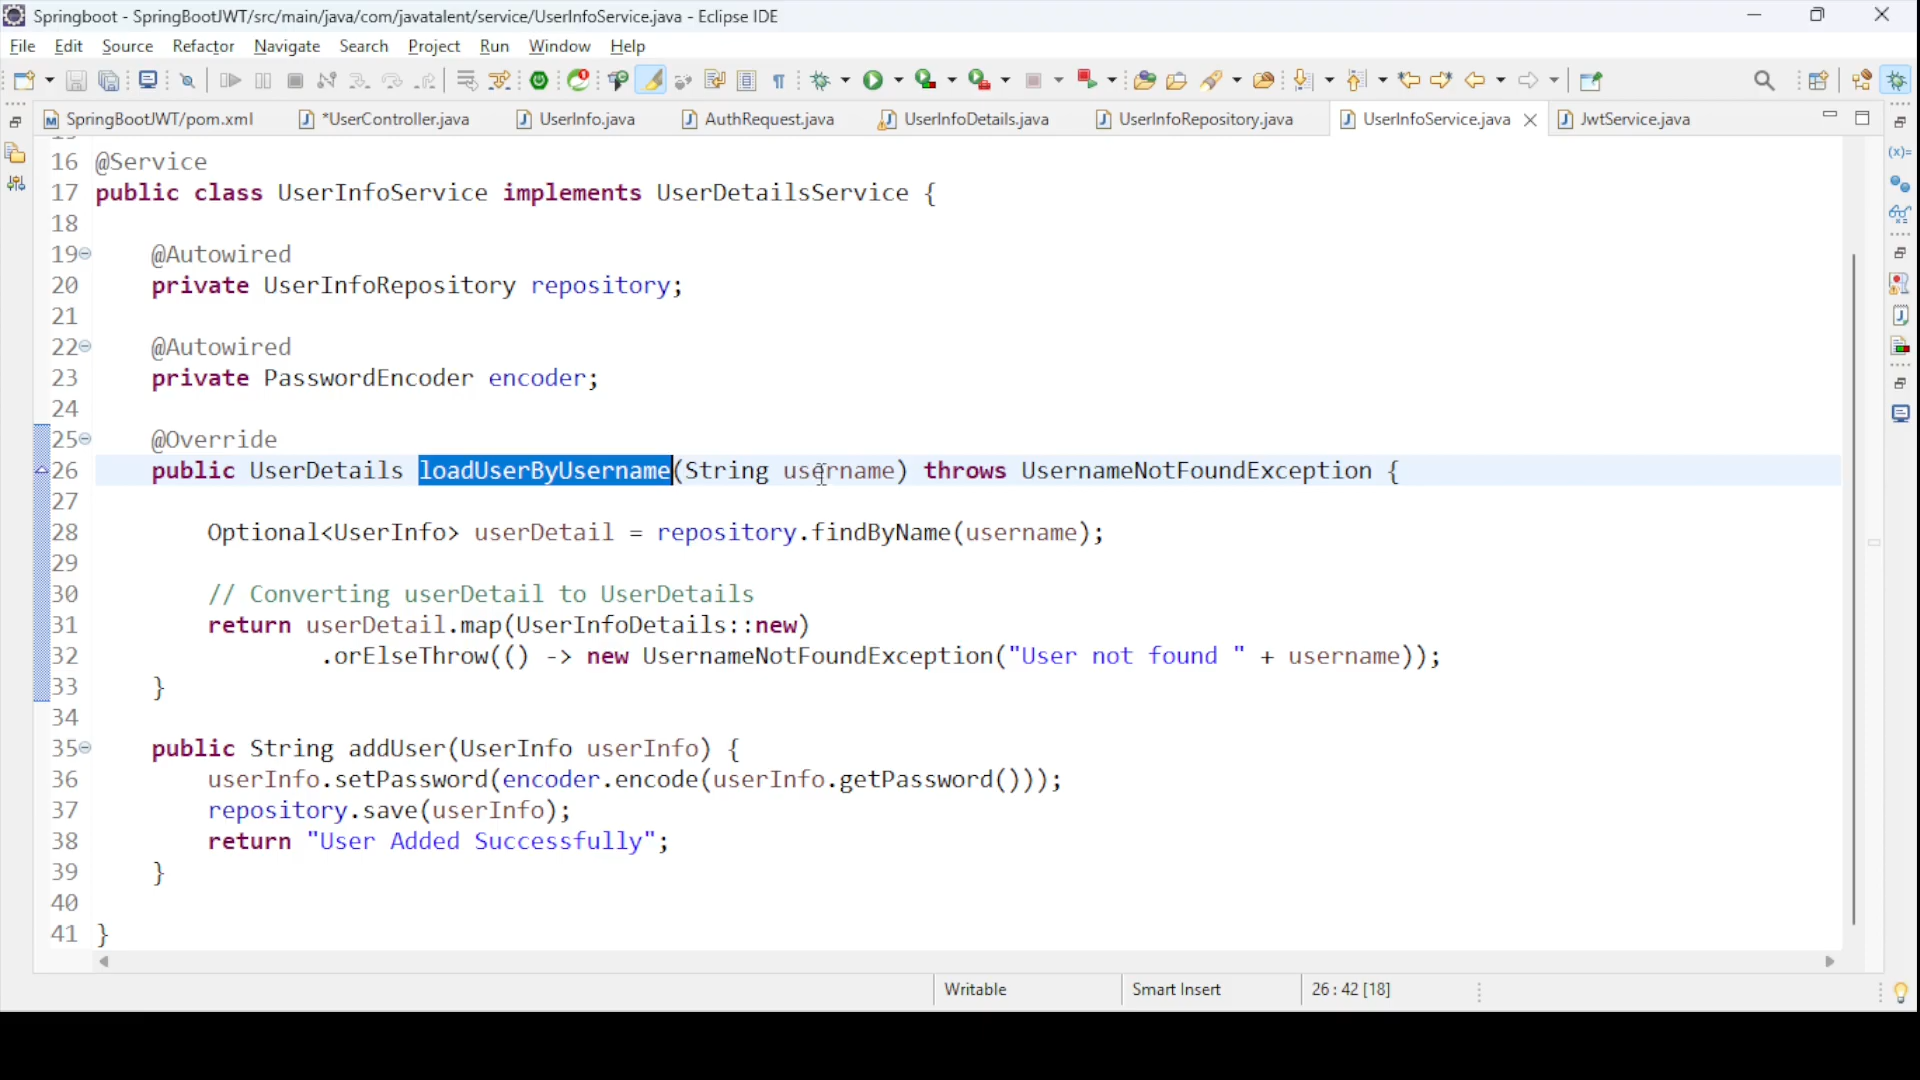 Springboot - SpringBootJWT/src/main/java/com/javatalent/service/UserInfoService.java - Eclipse IDE
File Edit Source Refactor Navigate Search Project Run Window Help
SpringBootJWT/pom.xml *UserController.java UserInfo.java AuthRequest.java UserInfoDetails.java UserInfoRepository.java UserInfoService.java JwtService.java
16 @Service
17 public class UserInfoService implements UserDetailsService {
18
19 @Autowired
20 private UserInfoRepository repository;
21
22 @Autowired
23 private PasswordEncoder encoder;
24
25 @Override
26 public UserDetails loadUserByUsername(String username) throws UsernameNotFoundException {
27
28 Optional<UserInfo> userDetail = repository.findByName(username);
29
30 // Converting userDetail to UserDetails
31 return userDetail.map(UserInfoDetails::new)
32 .orElseThrow(() -> new UsernameNotFoundException("User not found " + username));
33 }
34
35 public String addUser(UserInfo userInfo) {
36 userInfo.setPassword(encoder.encode(userInfo.getPassword()));
37 repository.save(userInfo);
38 return "User Added Successfully";
39 }
40
41 }
Writable Smart Insert 26 : 42 [18]